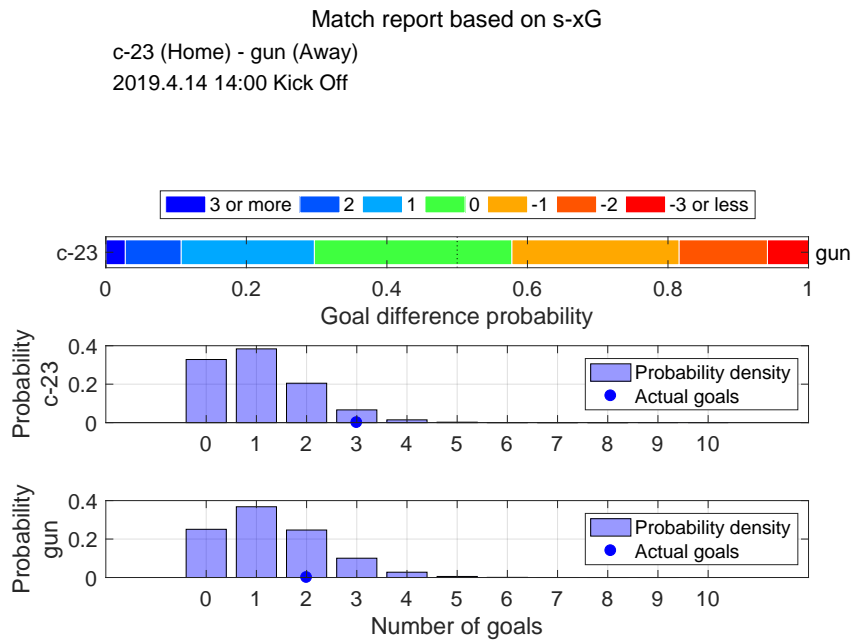 Match report based on s-xG
c-23 (Home) - gun (Away)
2019.4.14 14:00 Kick Off
3 or more 2 1 0 -1 -2 -3 or less
c-23 gun
0 0.2 0.4 0.6 0.8 1
Goal difference probability
Probability
c-23
0.4
0.2
0
Probability density
Actual goals
0 1 2 3 4 5 6 7 8 9 10
Probability
gun
0.4
0.2
0
Probability density
Actual goals
0 1 2 3 4 5 6 7 8 9 10
Number of goals